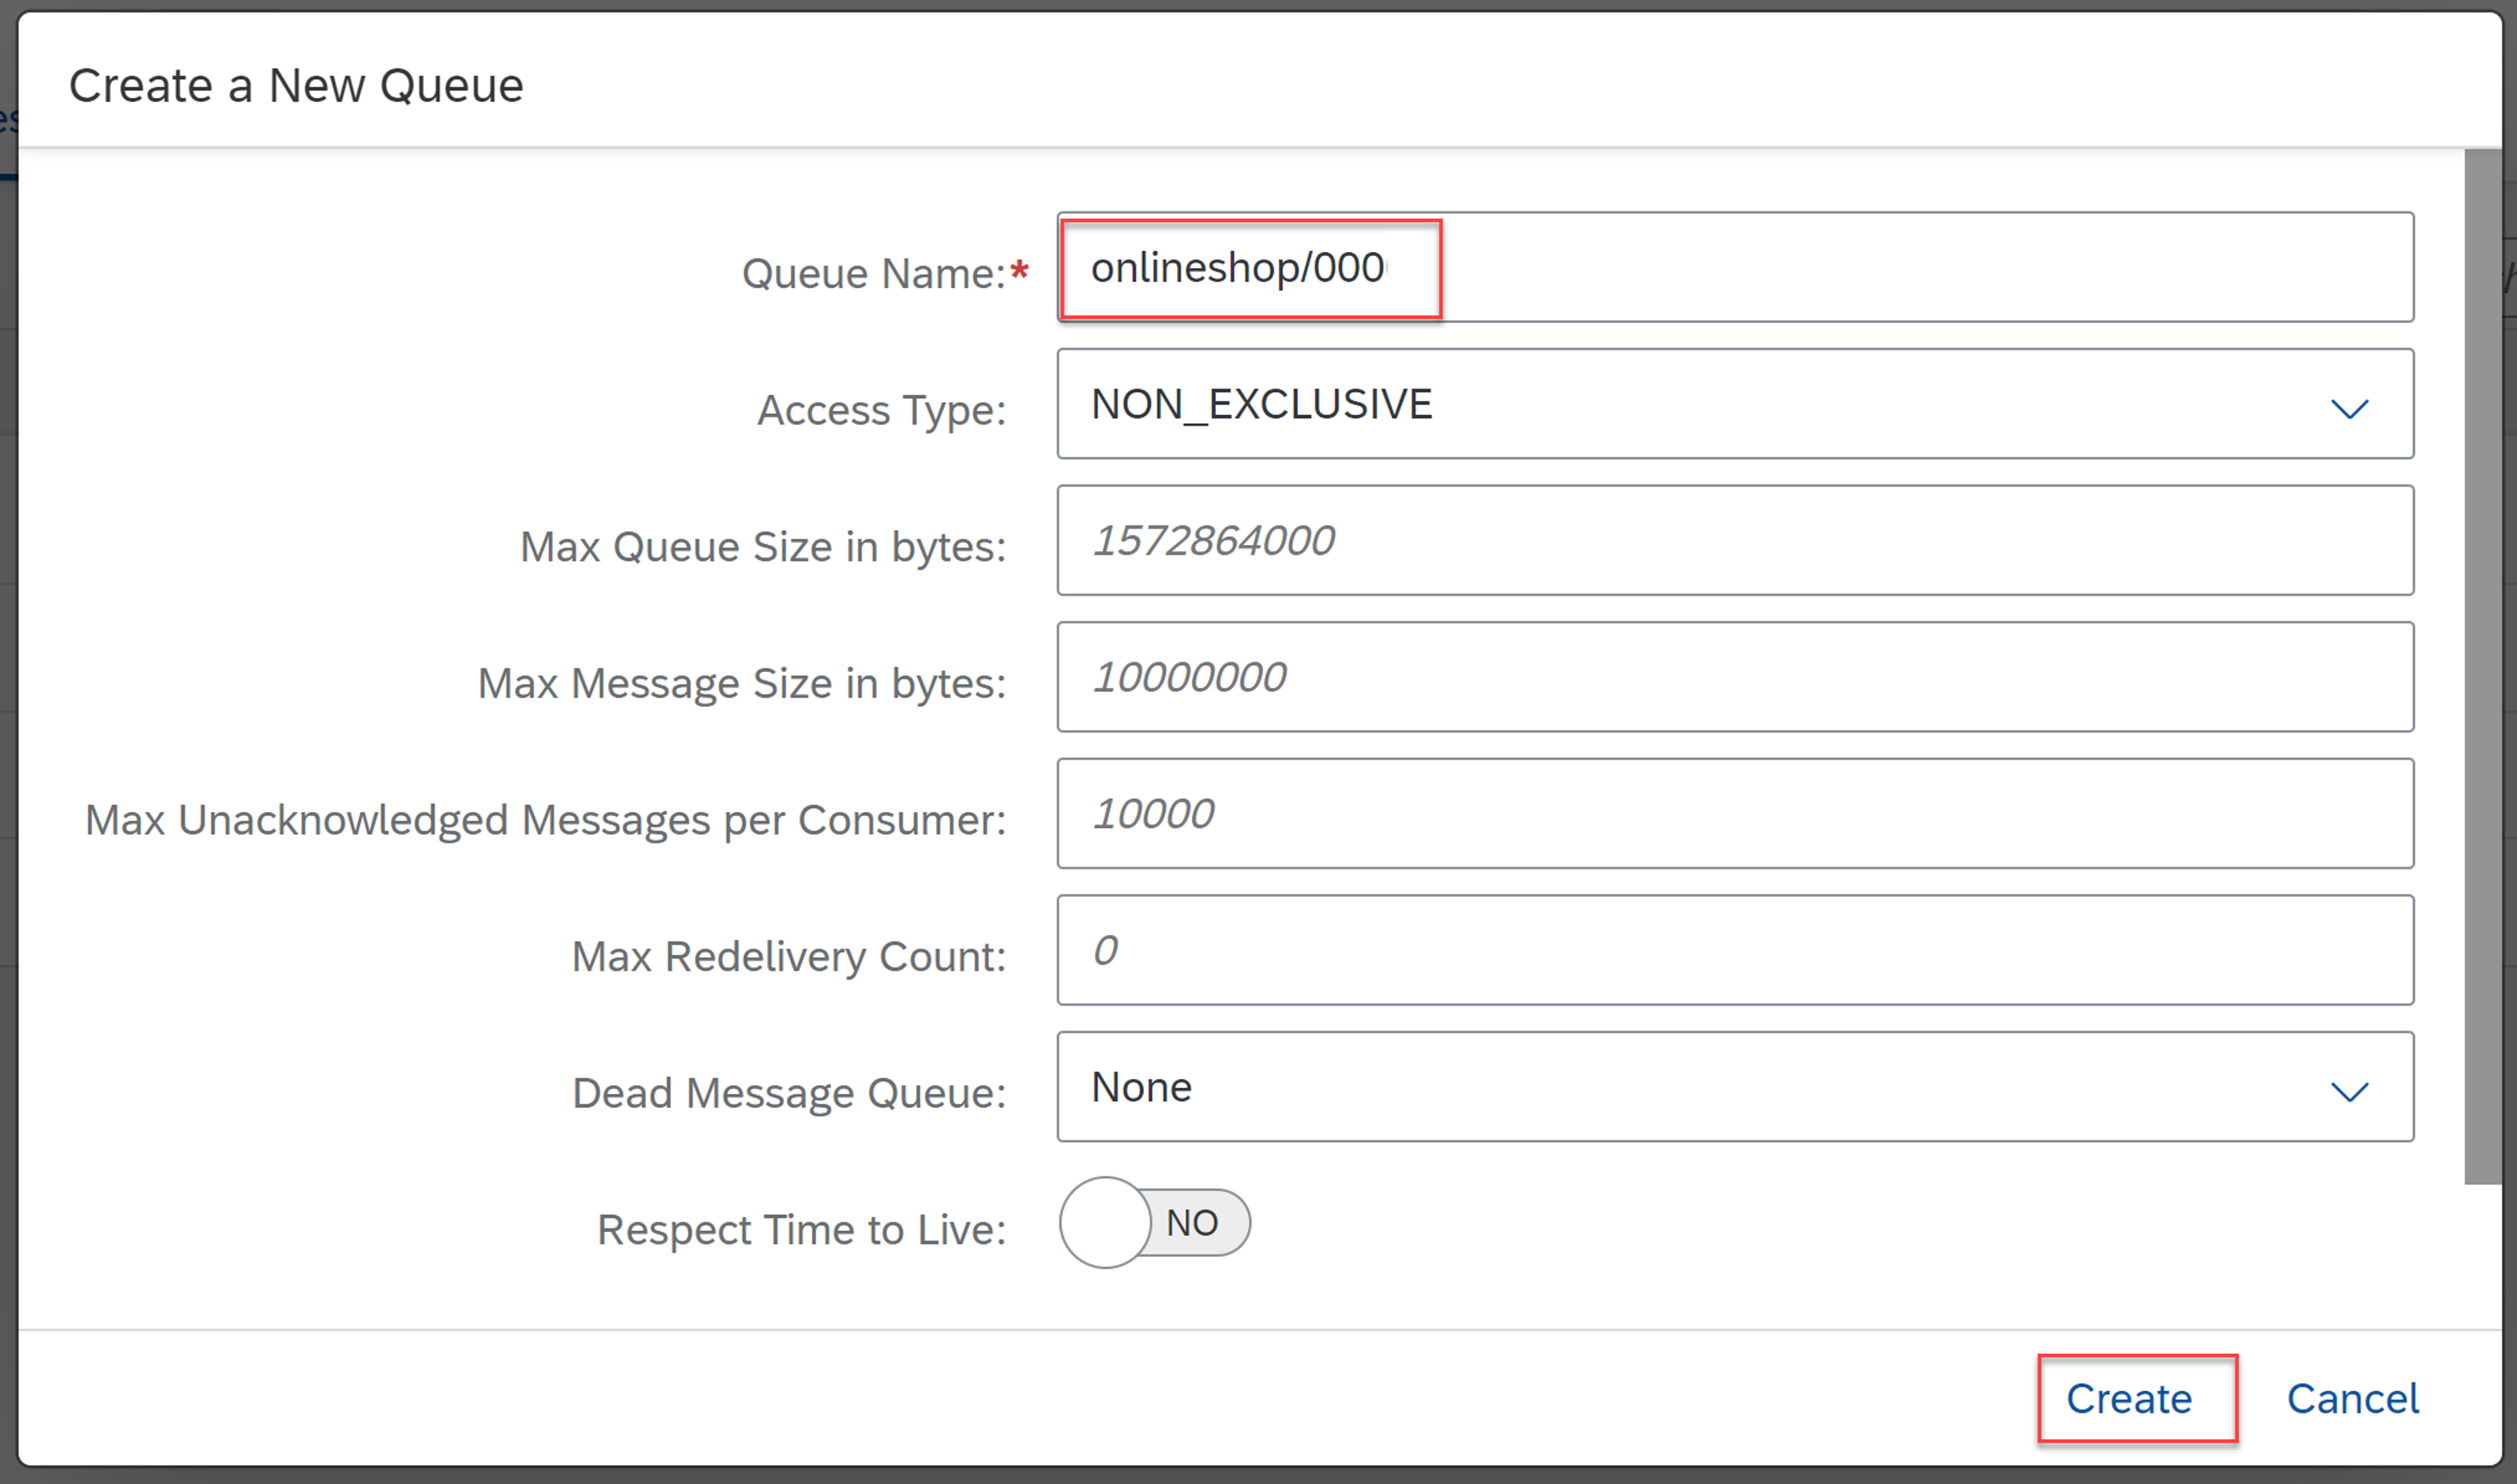 Create a New Queue
Queue Name:* onlineshop/000
Access Type: NON_EXCLUSIVE
Max Queue Size in bytes: 1572864000
Max Message Size in bytes: 10000000
Max Unacknowledged Messages per Consumer: 10000
Max Redelivery Count: 0
Dead Message Queue: None
Respect Time to Live: NO
Create Cancel